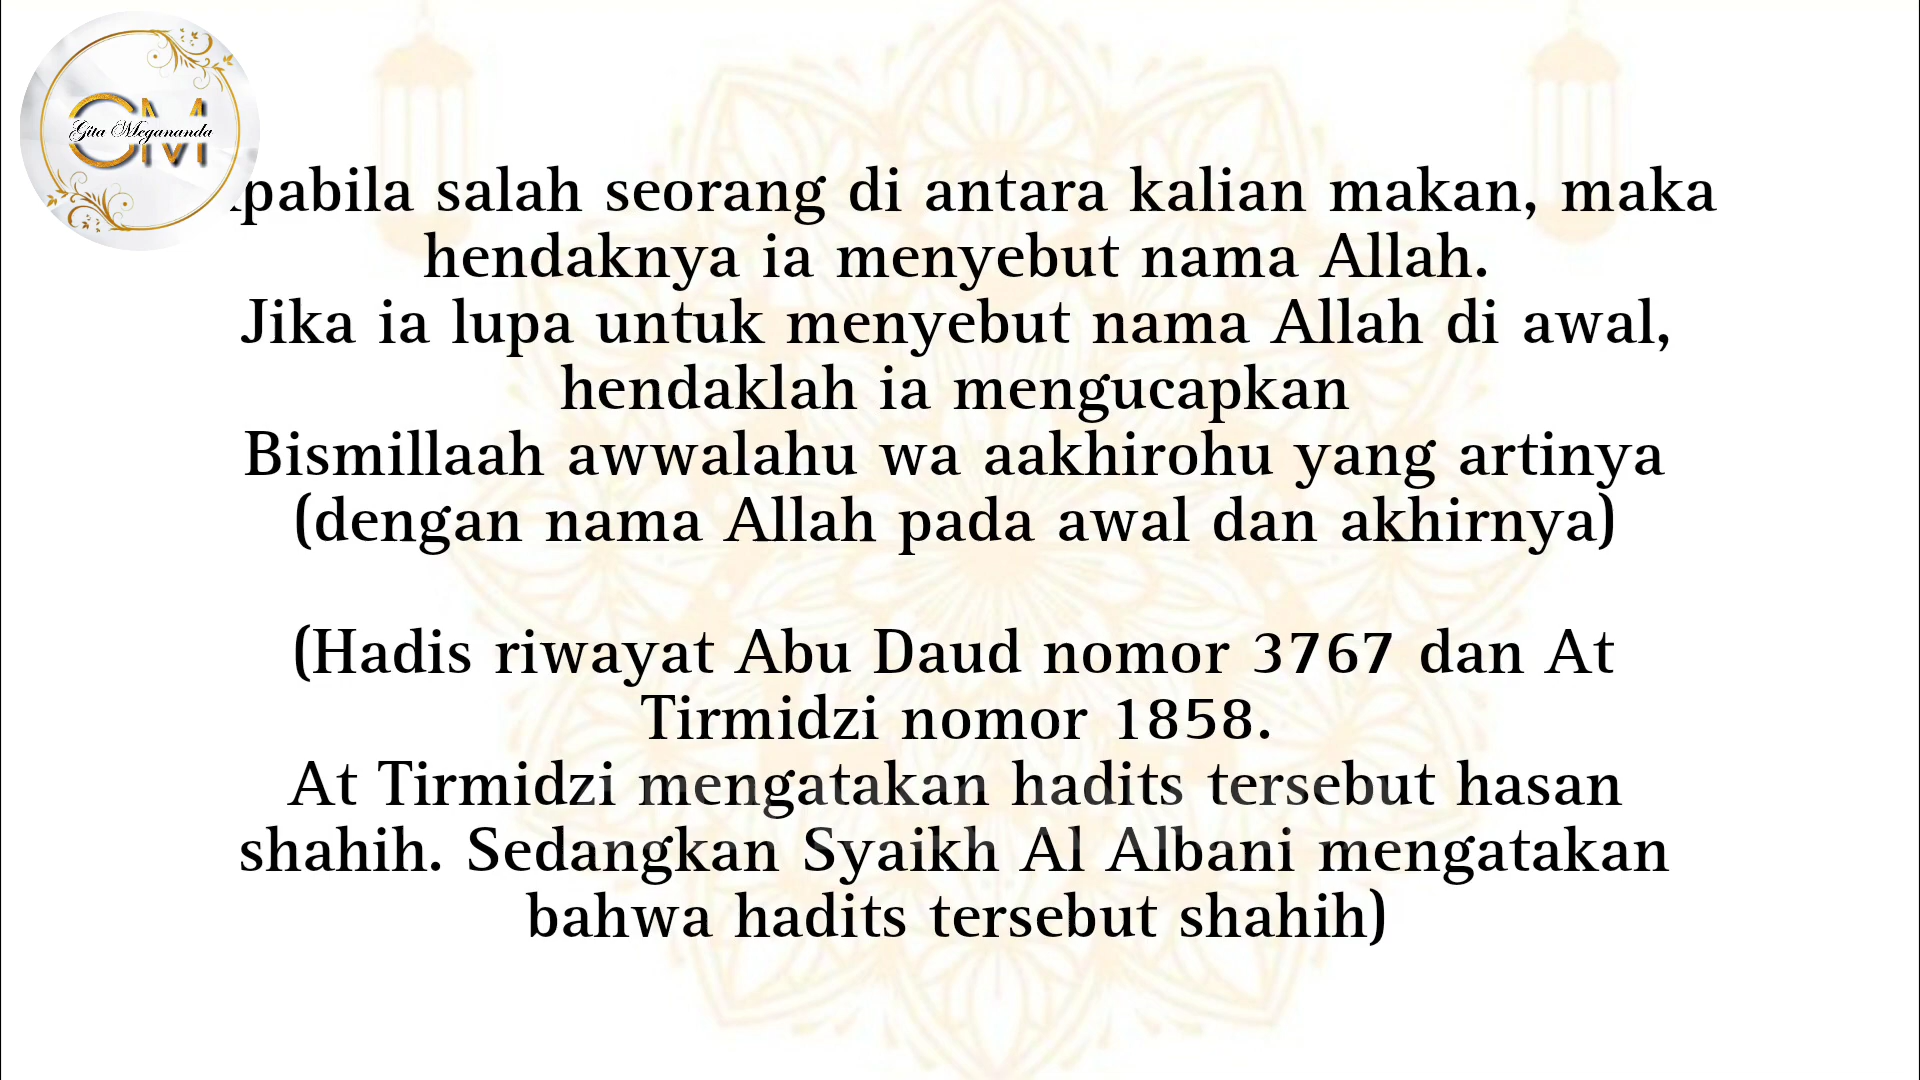 Gita Megananda
GM
pabila salah seorang di antara kalian makan, maka
hendaknya ia menyebut nama Allah.
Jika ia lupa untuk menyebut nama Allah di awal,
hendaklah ia mengucapkan
Bismillaah awwalahu wa aakhirohu yang artinya
(dengan nama Allah pada awal dan akhirnya)
(Hadis riwayat Abu Daud nomor 3767 dan At
Tirmidzi nomor 1858.
At Tirmidzi mengatakan hadits tersebut hasan
shahih. Sedangkan Syaikh Al Albani mengatakan
bahwa hadits tersebut shahih)